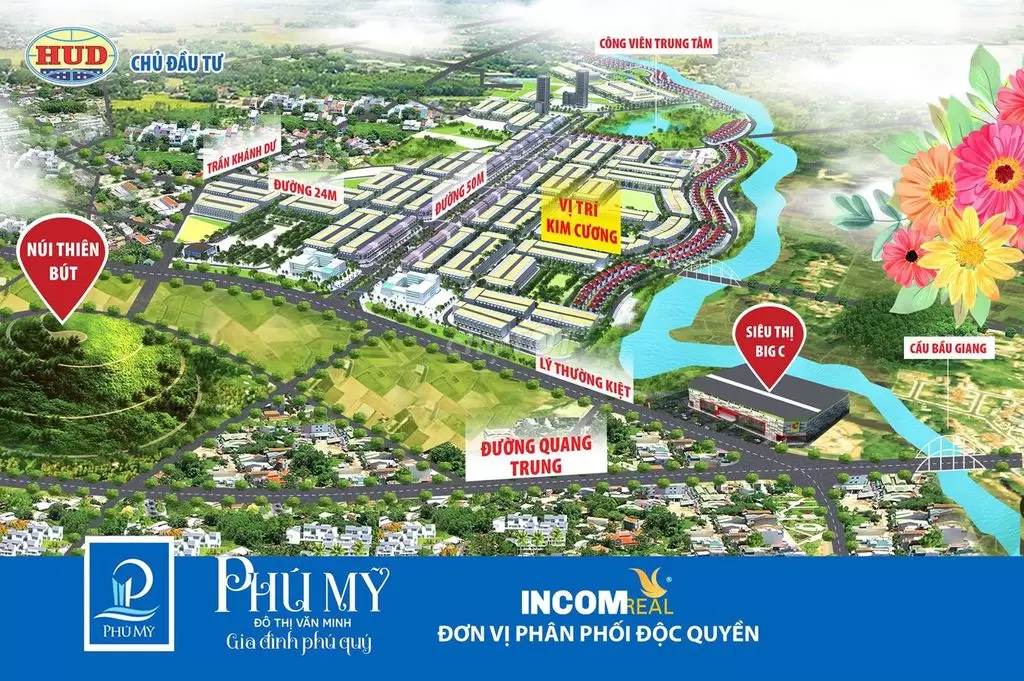 HUD
CHỦ ĐẦU TƯ
CÔNG VIÊN TRUNG TÂM
TRẦN KHÁNH DƯ
ĐƯỜNG 24M
ĐƯỜNG 50M
VỊ TRÍ
KIM CƯƠNG
NÚI THIÊN
BÚT
SIÊU THỊ
BIG C
CẦU BẦU GIANG
LÝ THƯỜNG KIỆT
ĐƯỜNG QUANG
TRUNG
PHÚ MỸ
PHÚ MỸ
ĐÔ THỊ VĂN MINH
Gia đình phú quý
INCOMREAL®
ĐƠN VỊ PHÂN PHỐI ĐỘC QUYỀN